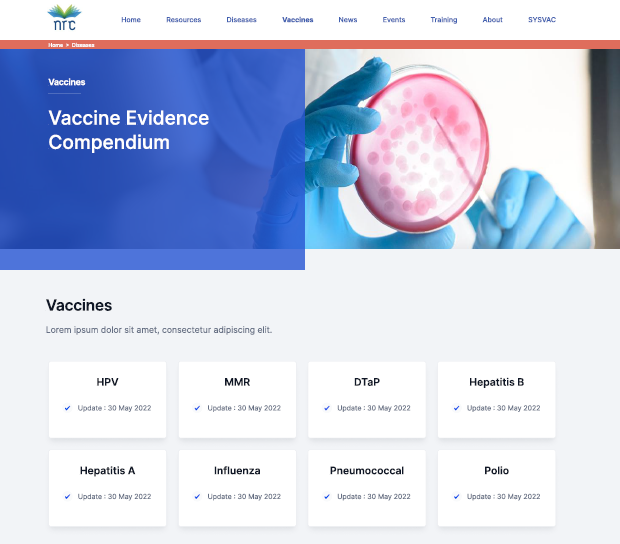 nrc
Home Resources Diseases Vaccines News Events Training About SYSVAC
Home > Diseases
Vaccines
Vaccine Evidence
Compendium
Vaccines
Lorem ipsum dolor sit amet, consectetur adipiscing elit.
HPV MMR DTaP Hepatitis B
Update : 30 May 2022 Update : 30 May 2022 Update : 30 May 2022 Update : 30 May 2022
Hepatitis A Influenza Pneumococcal Polio
Update : 30 May 2022 Update : 30 May 2022 Update : 30 May 2022 Update : 30 May 2022